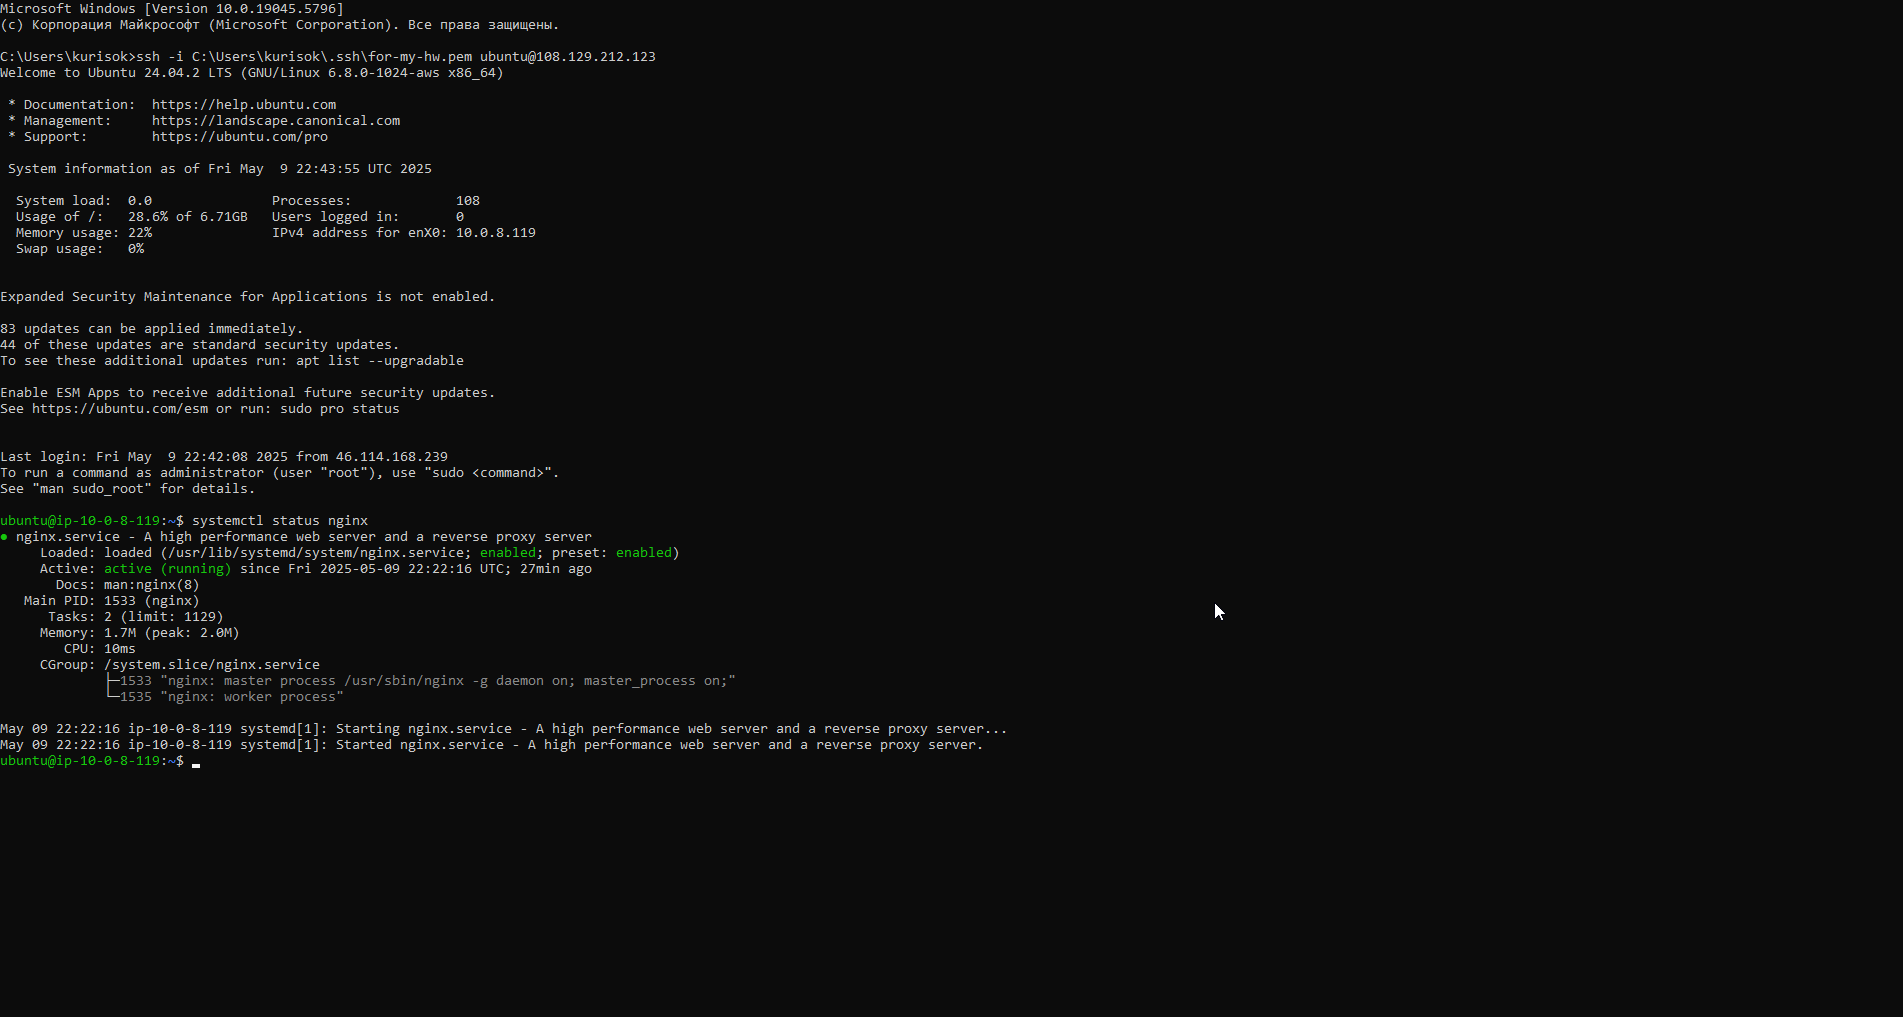 Microsoft Windows [Version 10.0.19045.5796]
(c) Корпорация Майкрософт (Microsoft Corporation). Все права защищены.
C:\Users\kurisok>ssh -i C:\Users\kurisok\.ssh\for-my-hw.pem ubuntu@108.129.212.123
Welcome to Ubuntu 24.04.2 LTS (GNU/Linux 6.8.0-1024-aws x86_64)
* Documentation:  https://help.ubuntu.com
* Management:     https://landscape.canonical.com
* Support:        https://ubuntu.com/pro
System information as of Fri May  9 22:43:55 UTC 2025
System load:  0.0               Processes:             108
Usage of /:   28.6% of 6.71GB   Users logged in:       0
Memory usage: 22%               IPv4 address for enX0: 10.0.8.119
Swap usage:   0%
Expanded Security Maintenance for Applications is not enabled.
83 updates can be applied immediately.
44 of these updates are standard security updates.
To see these additional updates run: apt list --upgradable
Enable ESM Apps to receive additional future security updates.
See https://ubuntu.com/esm or run: sudo pro status
Last login: Fri May  9 22:42:08 2025 from 46.114.168.239
To run a command as administrator (user "root"), use "sudo <command>".
See "man sudo_root" for details.
ubuntu@ip-10-0-8-119:~$ systemctl status nginx
● nginx.service - A high performance web server and a reverse proxy server
Loaded: loaded (/usr/lib/systemd/system/nginx.service; enabled; preset: enabled)
Active: active (running) since Fri 2025-05-09 22:22:16 UTC; 27min ago
Docs: man:nginx(8)
Main PID: 1533 (nginx)
Tasks: 2 (limit: 1129)
Memory: 1.7M (peak: 2.0M)
CPU: 10ms
CGroup: /system.slice/nginx.service
├─1533 "nginx: master process /usr/sbin/nginx -g daemon on; master_process on;"
└─1535 "nginx: worker process"
May 09 22:22:16 ip-10-0-8-119 systemd[1]: Starting nginx.service - A high performance web server and a reverse proxy server...
May 09 22:22:16 ip-10-0-8-119 systemd[1]: Started nginx.service - A high performance web server and a reverse proxy server.
ubuntu@ip-10-0-8-119:~$